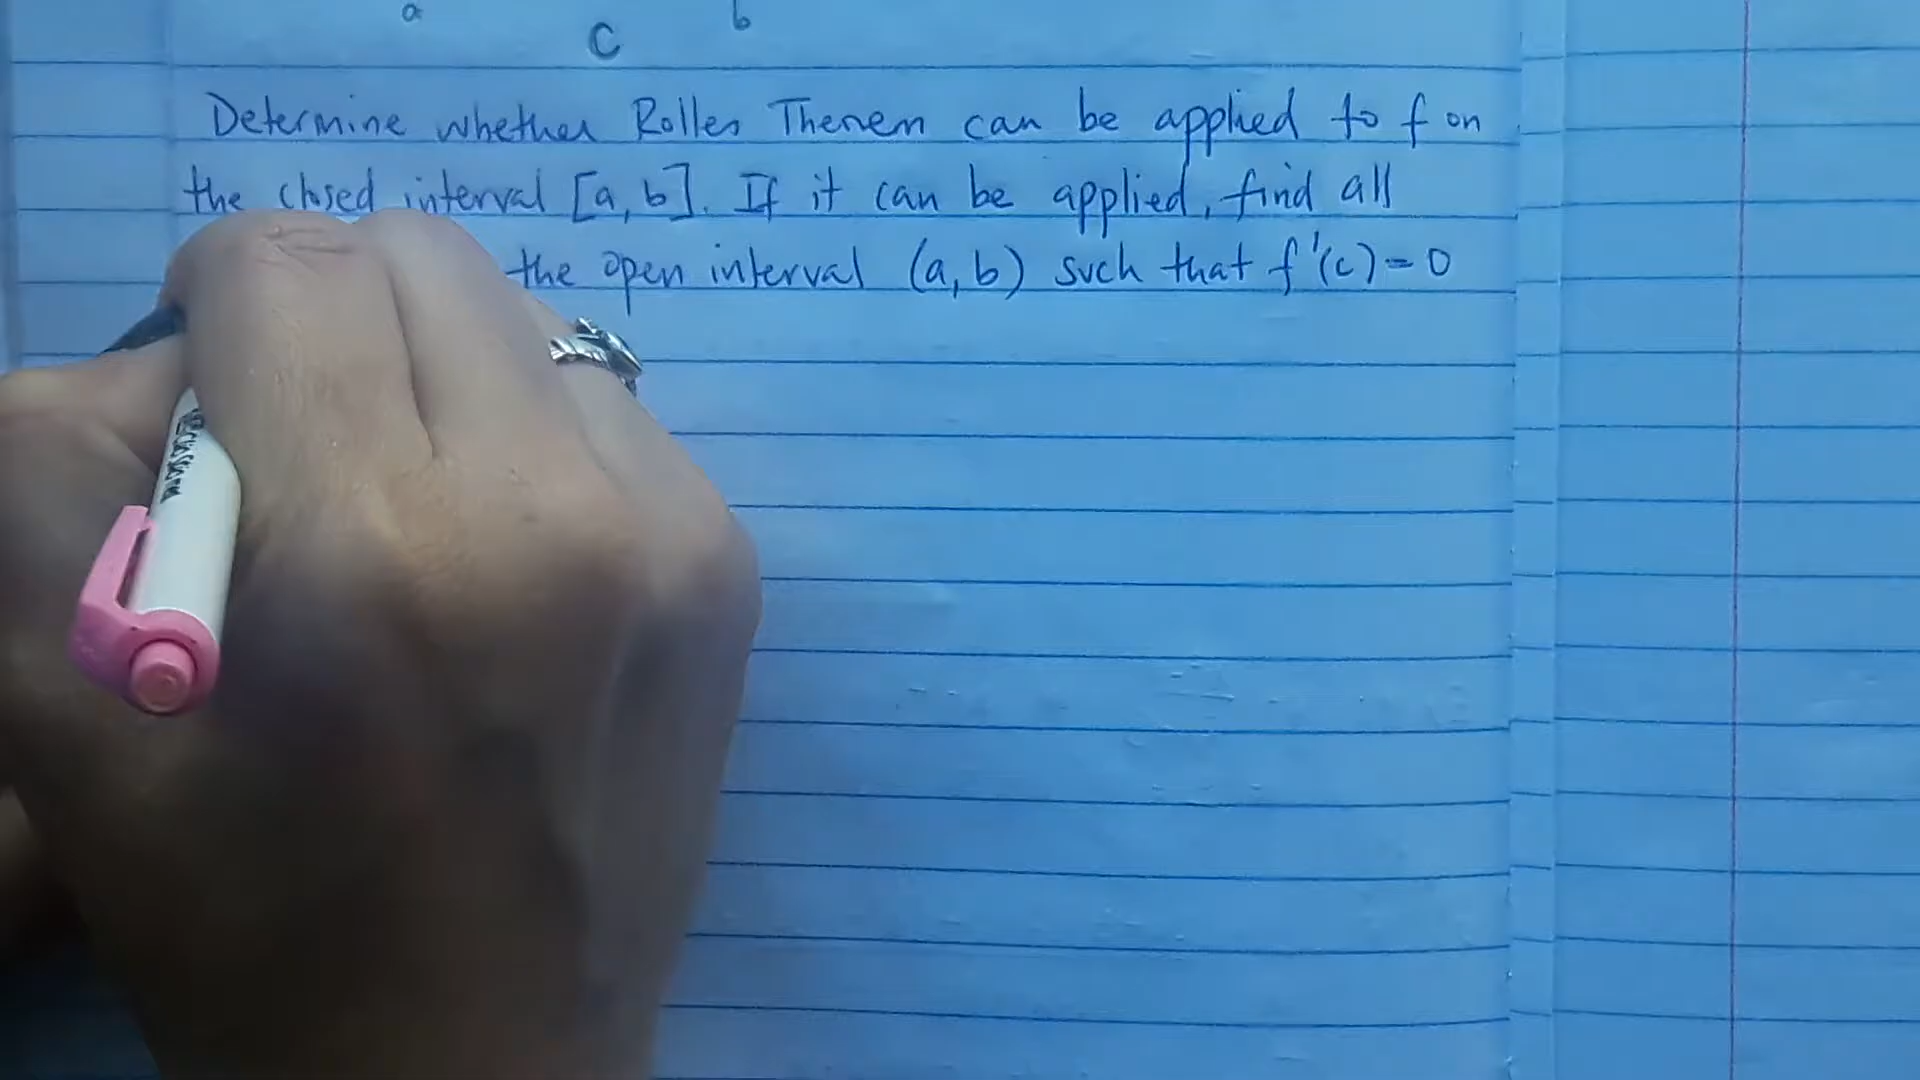 a b
c
Determine whether Rolles Therem can be applied to f on
the closed interval [a, b]. If it can be applied, find all
the open interval (a, b) such that f'(c) = 0